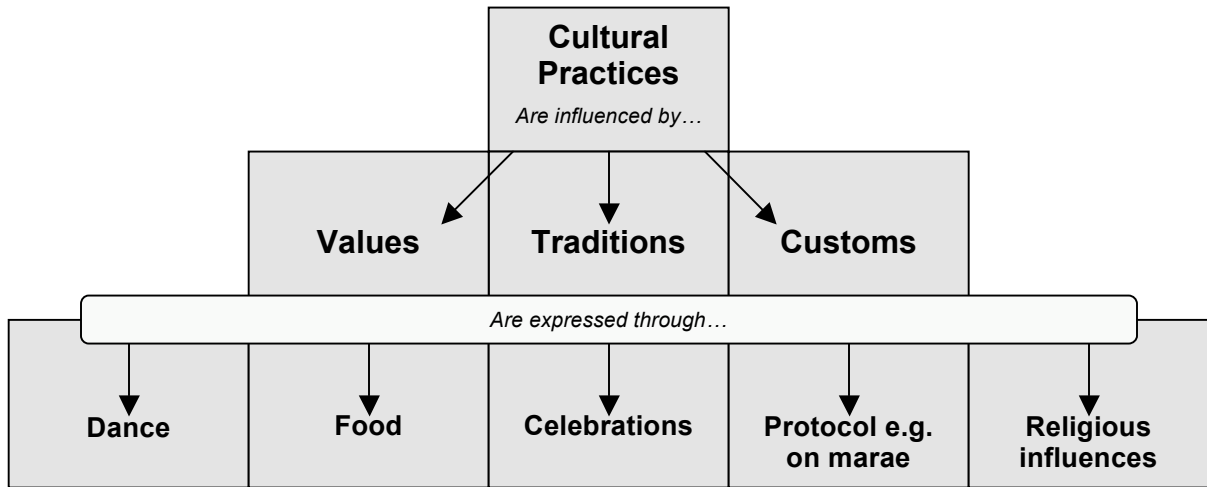 Cultural
Practices
Are influenced by…
Values
Traditions
Customs
Are expressed through…
Dance
Food
Celebrations
Protocol e.g.
on marae
Religious
influences